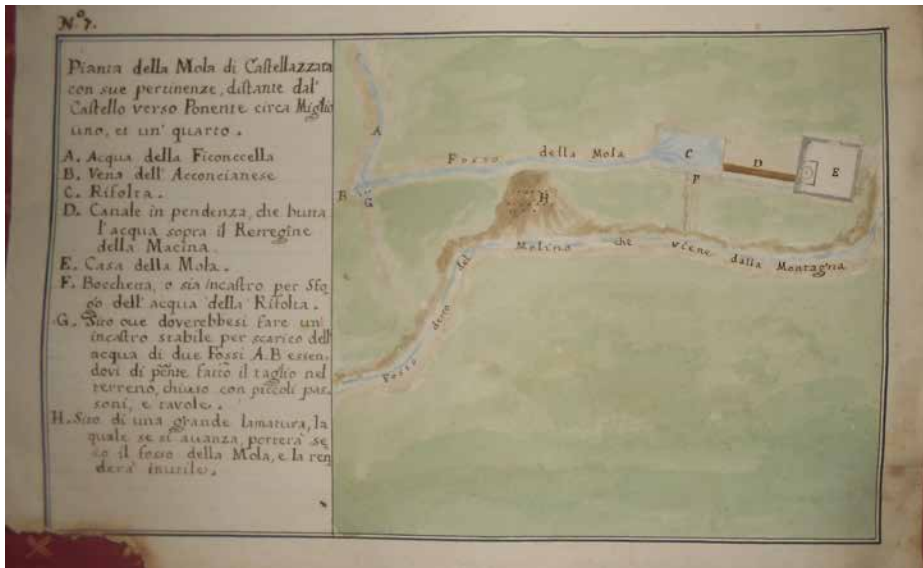 N.º 7.
Pianta della Mola di Castellazzara
con sue pertinenze, distante dal'
Castello verso Ponente circa Miglio
uno, et un' quarto.
A. Acqua della Ficonccella
B. Vena dell' Acconcianese
C. Rifolta.
D. Canale in pendenza, che butta
l'acqua sopra il Retregine
della Macina.
E. Casa della Mola.
F. Bocchetta, o sia incastro per Sfo
go dell' acqua della Rifolta.
G. Sito oue doverebbesi fare un'
incastro stabile per scarico dell'
acqua di due Fossi A.B essen-
dovi di pñte fatto il taglio nel
terreno, chiuso con piccoli pas
soni, e tavole.
H. Sito di una grande lamatura, la
quale se si auanza, porterà se
co il fosso della Mola, e la ren
derà inutile.
A
Fosso della Mola
C
D
E
B
G
H
F
Fosso detto del Molino che viene dalla Montagna